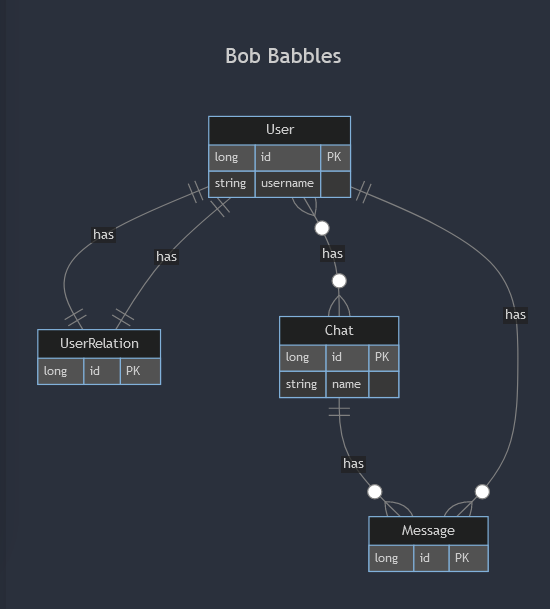 Bob Babbles
User
long id PK
string username
has
has
has
has
UserRelation
long id PK
Chat
long id PK
string name
has
Message
long id PK